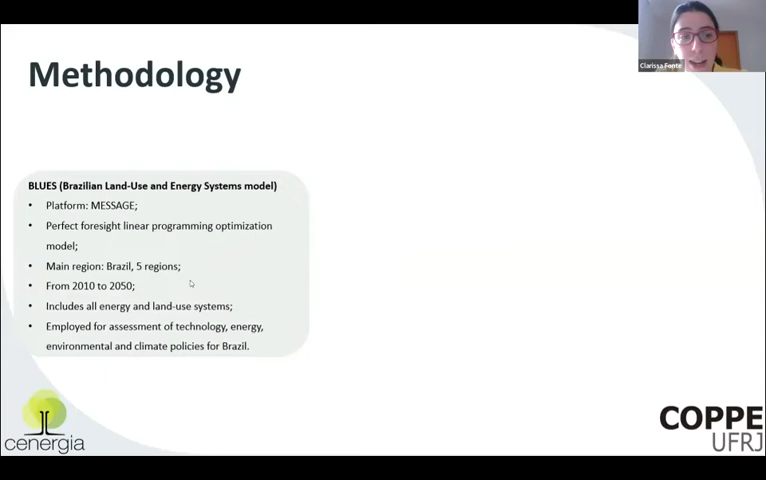 Clarissa Fonte
Methodology
BLUES (Brazilian Land-Use and Energy Systems model)
• Platform: MESSAGE;
• Perfect foresight linear programming optimization
model;
• Main region: Brazil, 5 regions;
• From 2010 to 2050;
• Includes all energy and land-use systems;
• Employed for assessment of technology, energy,
environmental and climate policies for Brazil.
cenergia
COPPE
UFRJ